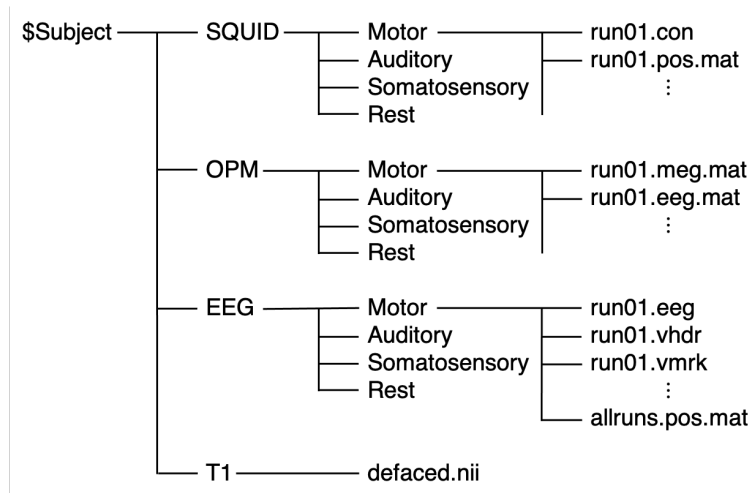 $Subject SQUID Motor run01.con
Auditory run01.pos.mat
Somatosensory ⋮
Rest
OPM Motor run01.meg.mat
Auditory run01.eeg.mat
Somatosensory ⋮
Rest
EEG Motor run01.eeg
Auditory run01.vhdr
Somatosensory run01.vmrk
Rest ⋮
allruns.pos.mat
T1 defaced.nii